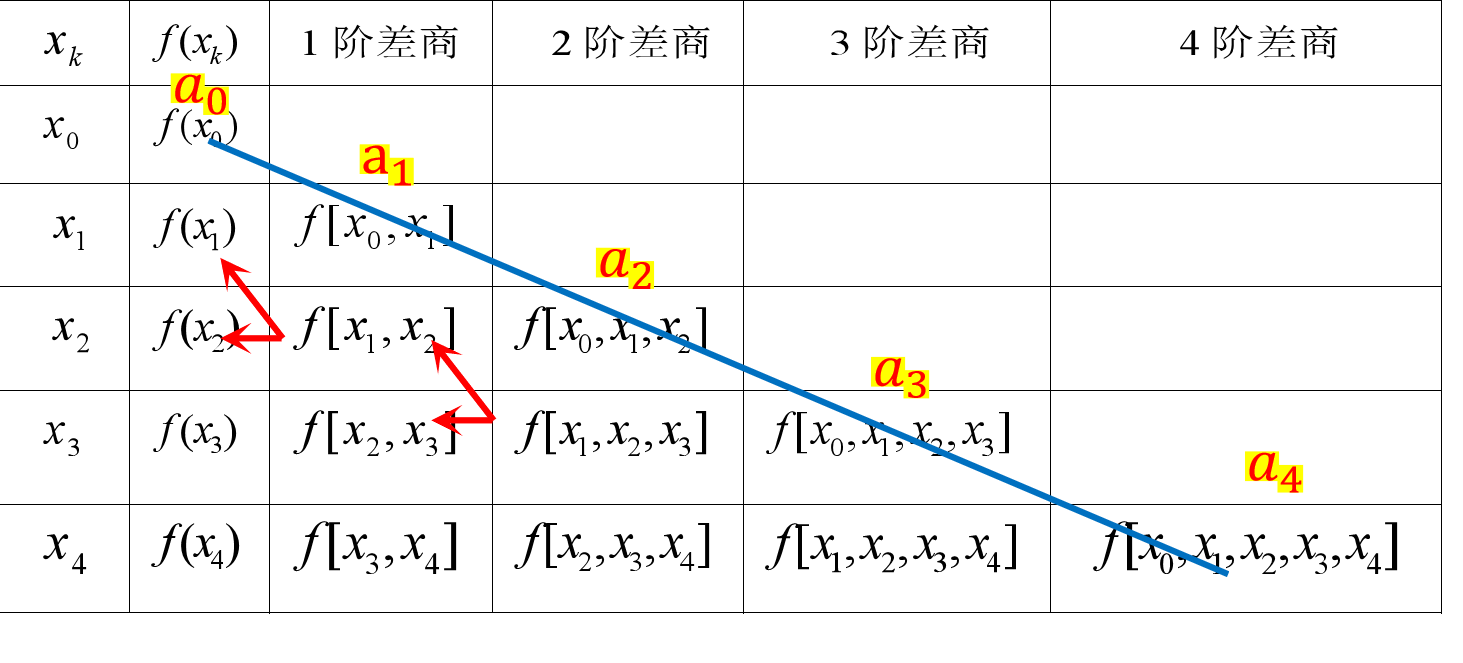 x_k f(x_k) 1 阶差商 2 阶差商 3 阶差商 4 阶差商
a_0
x_0 f(x_0)
a_1
x_1 f(x_1) f[x_0, x_1]
a_2
x_2 f(x_2) f[x_1, x_2] f[x_0, x_1, x_2]
a_3
x_3 f(x_3) f[x_2, x_3] f[x_1, x_2, x_3] f[x_0, x_1, x_2, x_3]
a_4
x_4 f(x_4) f[x_3, x_4] f[x_2, x_3, x_4] f[x_1, x_2, x_3, x_4] f[x_0, x_1, x_2, x_3, x_4]